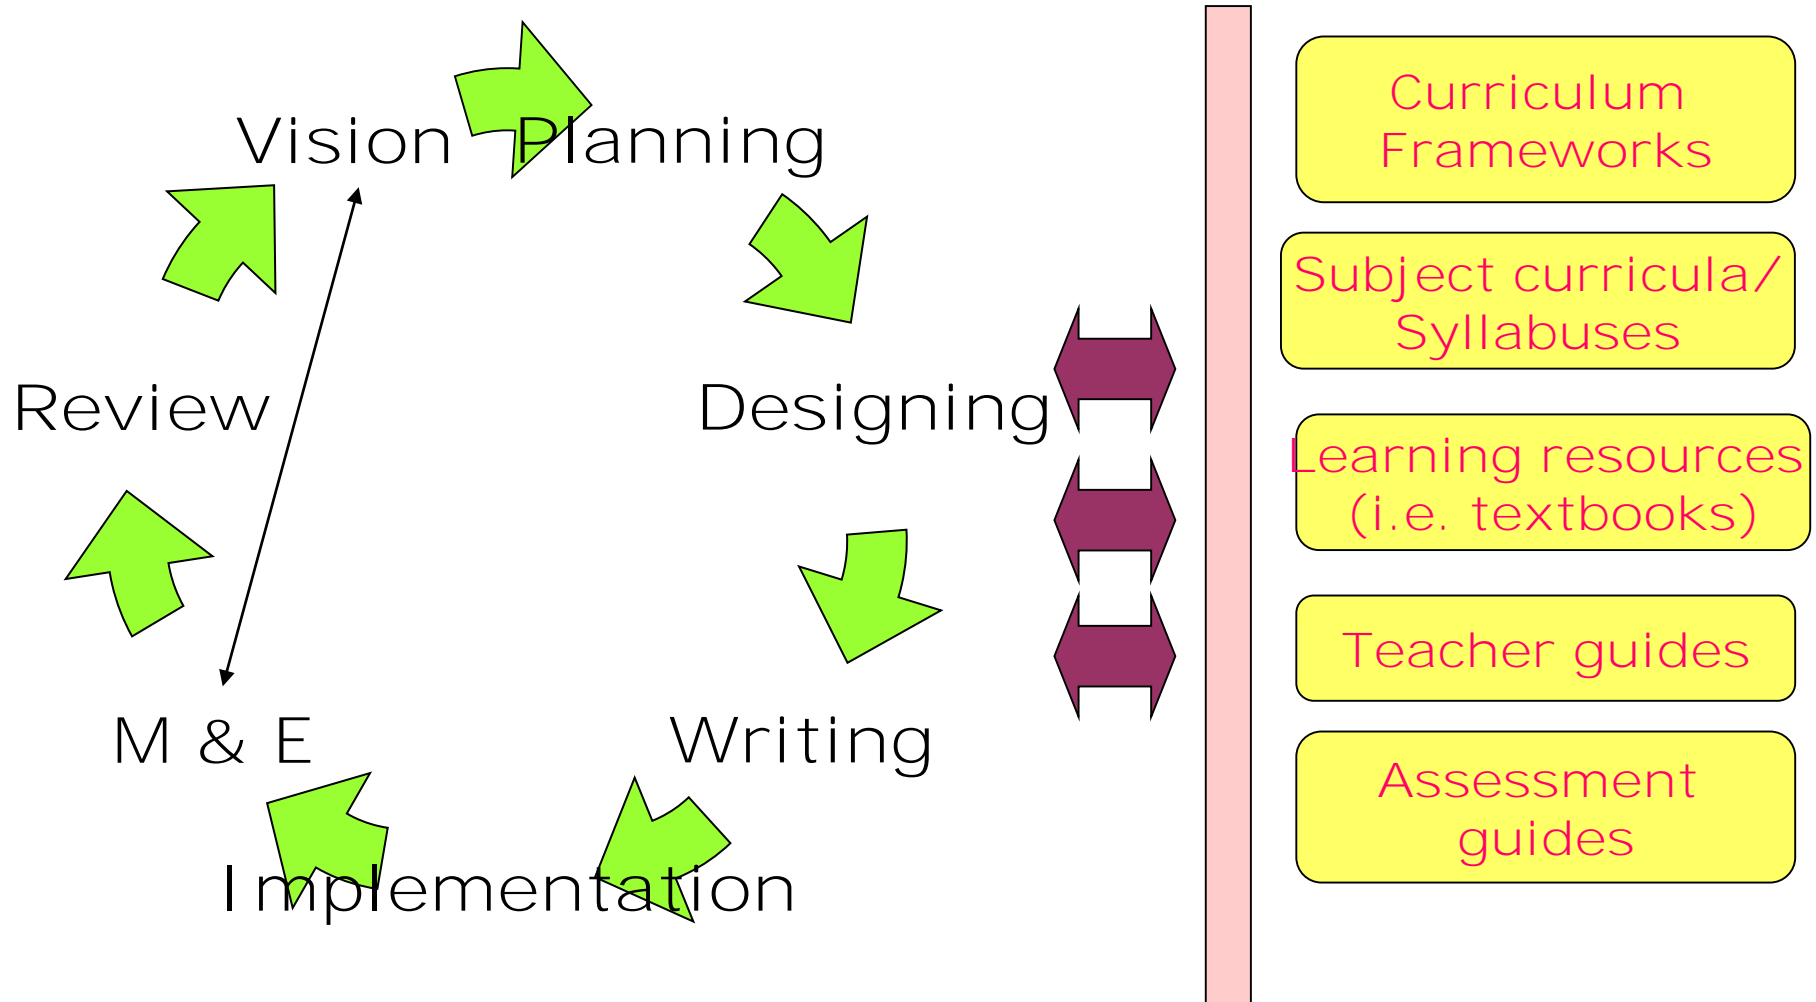 Vision Planning
Review
Designing
M & E
Writing
Implementation
Curriculum
Frameworks
Subject curricula/
Syllabuses
Learning resources
(i.e. textbooks)
Teacher guides
Assessment
guides